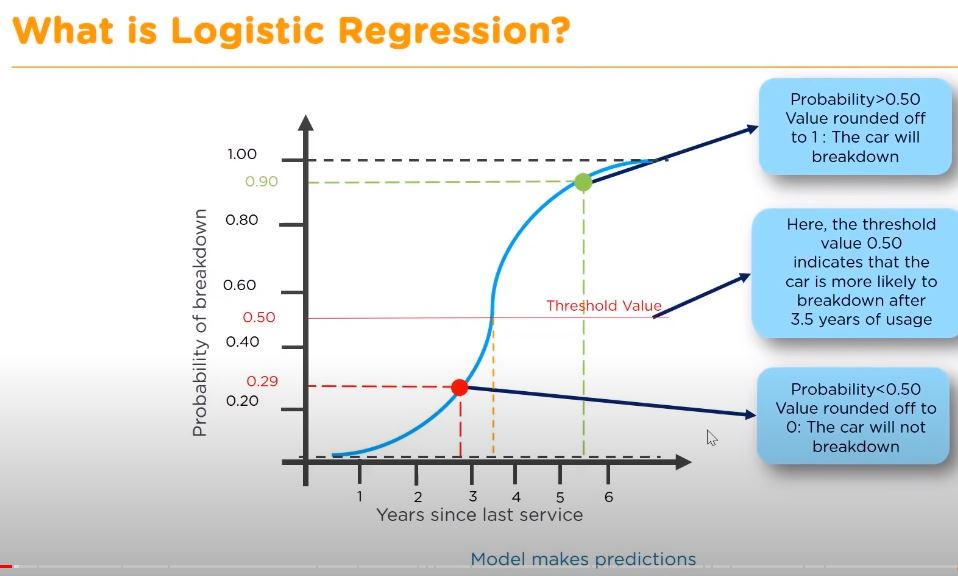 What is Logistic Regression?
Probability>0.50
Value rounded off
to 1 : The car will
breakdown
Here, the threshold
value 0.50
indicates that the
car is more likely to
breakdown after
3.5 years of usage
Probability<0.50
Value rounded off to
0: The car will not
breakdown
Probability of breakdown
1.00
0.90
0.80
0.60
0.50
0.40
0.29
0.20
Threshold Value
1 2 3 4 5 6
Years since last service
Model makes predictions